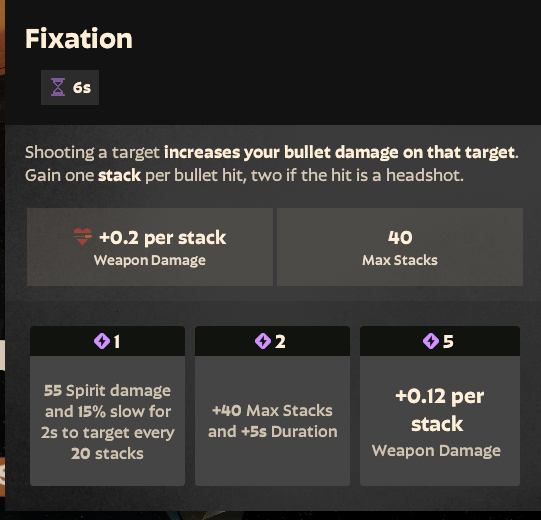 Fixation
6s
Shooting a target increases your bullet damage on that target.
Gain one stack per bullet hit, two if the hit is a headshot.
+0.2 per stack
Weapon Damage
40
Max Stacks
1
55 Spirit damage
and 15% slow for
2s to target every
20 stacks
2
+40 Max Stacks
and +5s Duration
5
+0.12 per
stack
Weapon Damage